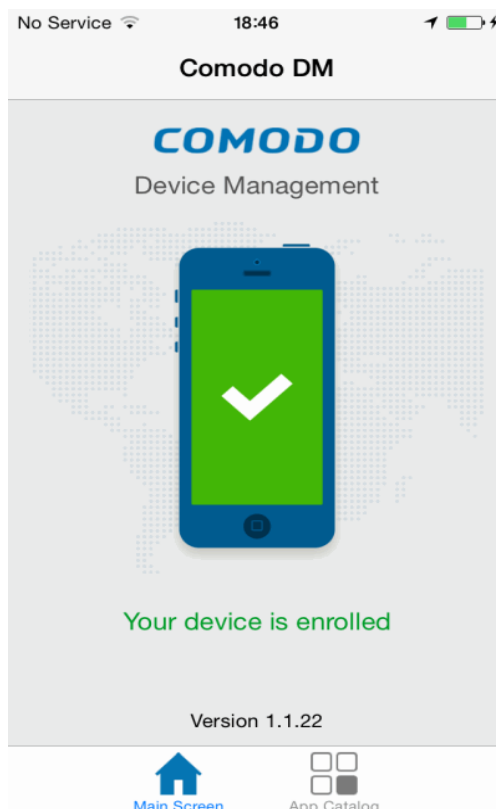 No Service 18:46
Comodo DM
COMODO
Device Management
Your device is enrolled
Version 1.1.22
Main Screen App Catalog